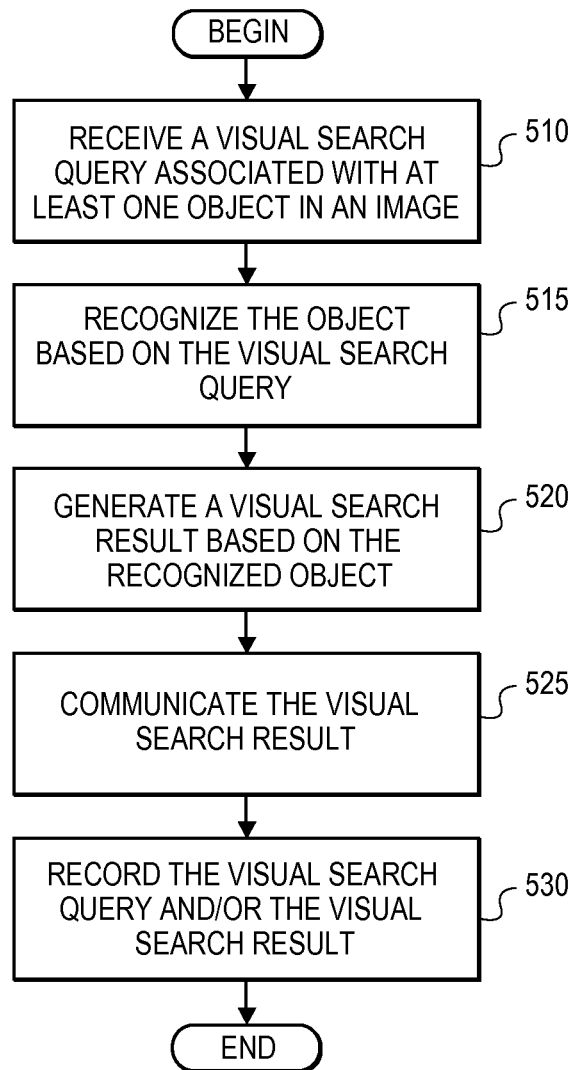 BEGIN
RECEIVE A VISUAL SEARCH
QUERY ASSOCIATED WITH AT
LEAST ONE OBJECT IN AN IMAGE
510
RECOGNIZE THE OBJECT
BASED ON THE VISUAL SEARCH
QUERY
515
GENERATE A VISUAL SEARCH
RESULT BASED ON THE
RECOGNIZED OBJECT
520
COMMUNICATE THE VISUAL
SEARCH RESULT
525
RECORD THE VISUAL SEARCH
QUERY AND/OR THE VISUAL
SEARCH RESULT
530
END